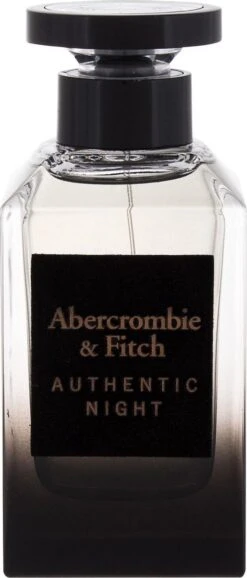 Abercrombie
& Fitch
AUTHENTIC
NIGHT